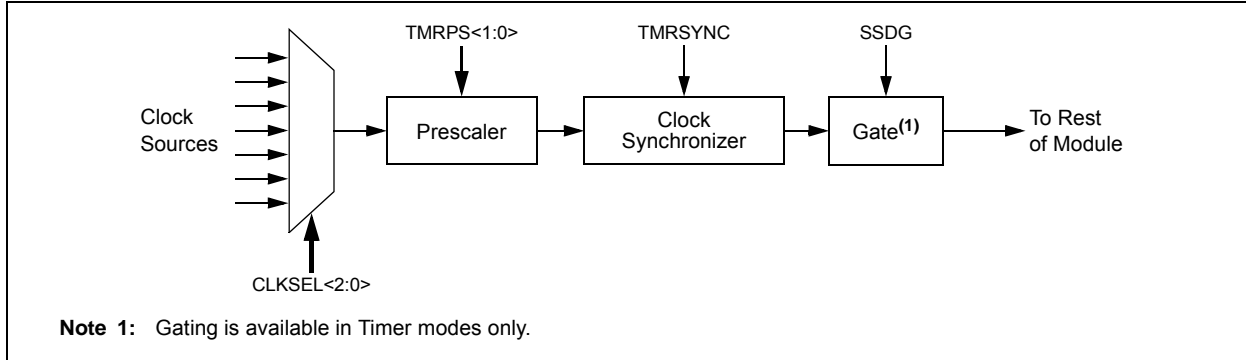 TMRPS<1:0>
TMRSYNC
SSDG
Clock
Sources
Prescaler
Clock
Synchronizer
Gate(1)
To Rest
of Module
CLKSEL<2:0>
Note 1: Gating is available in Timer modes only.